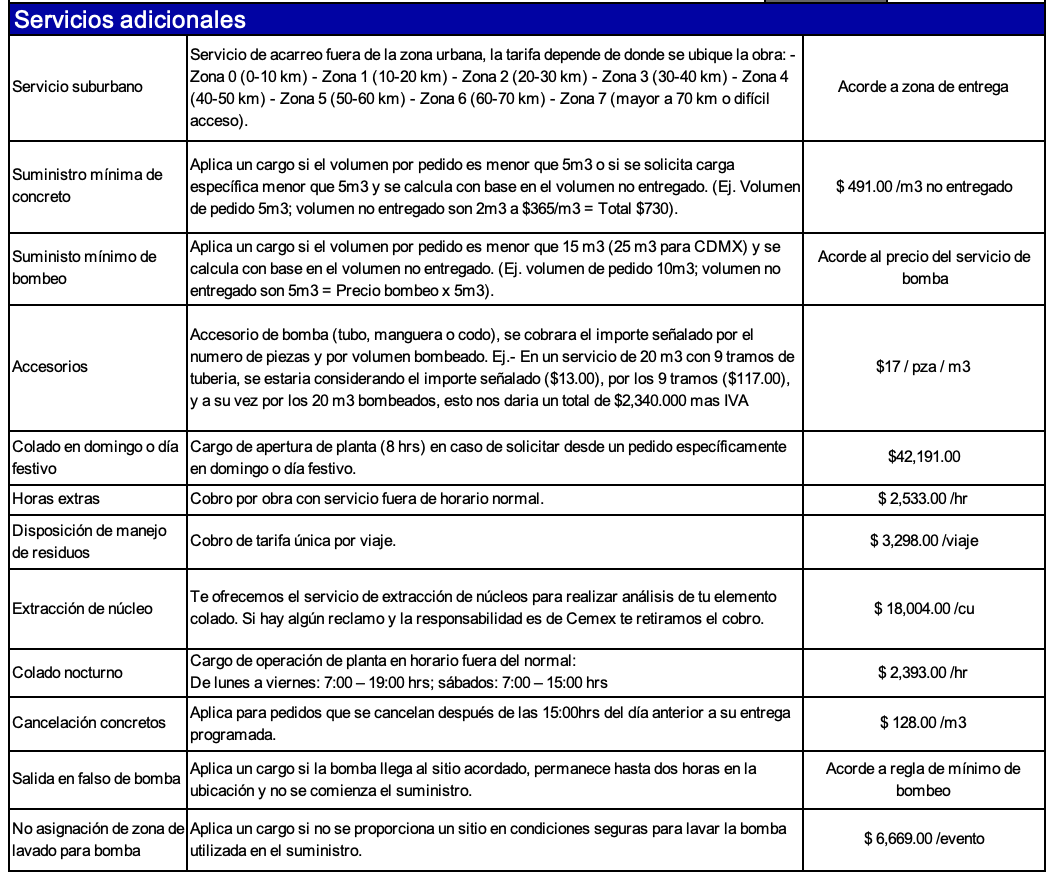 Servicios adicionales
Servicio suburbano
Servicio de acarreo fuera de la zona urbana, la tarifa depende de donde se ubique la obra: -
Zona 0 (0-10 km) - Zona 1 (10-20 km) - Zona 2 (20-30 km) - Zona 3 (30-40 km) - Zona 4
(40-50 km) - Zona 5 (50-60 km) - Zona 6 (60-70 km) - Zona 7 (mayor a 70 km o difícil
acceso).
Acorde a zona de entrega
Suministro mínima de
concreto
Aplica un cargo si el volumen por pedido es menor que 5m3 o si se solicita carga
específica menor que 5m3 y se calcula con base en el volumen no entregado. (Ej. Volumen
de pedido 5m3; volumen no entregado son 2m3 a $365/m3 = Total $730).
$ 491.00 /m3 no entregado
Suministo mínimo de
bombeo
Aplica un cargo si el volumen por pedido es menor que 15 m3 (25 m3 para CDMX) y se
calcula con base en el volumen no entregado. (Ej. volumen de pedido 10m3; volumen no
entregado son 5m3 = Precio bombeo x 5m3).
Acorde al precio del servicio de
bomba
Accesorios
Accesorio de bomba (tubo, manguera o codo), se cobrara el importe señalado por el
numero de piezas y por volumen bombeado. Ej.- En un servicio de 20 m3 con 9 tramos de
tuberia, se estaria considerando el importe señalado ($13.00), por los 9 tramos ($117.00),
y a su vez por los 20 m3 bombeados, esto nos daria un total de $2,340.000 mas IVA
$17 / pza / m3
Colado en domingo o día
festivo
Cargo de apertura de planta (8 hrs) en caso de solicitar desde un pedido específicamente
en domingo o día festivo.
$42,191.00
Horas extras
Cobro por obra con servicio fuera de horario normal.
$ 2,533.00 /hr
Disposición de manejo
de residuos
Cobro de tarifa única por viaje.
$ 3,298.00 /viaje
Extracción de núcleo
Te ofrecemos el servicio de extracción de núcleos para realizar análisis de tu elemento
colado. Si hay algún reclamo y la responsabilidad es de Cemex te retiramos el cobro.
$ 18,004.00 /cu
Colado nocturno
Cargo de operación de planta en horario fuera del normal:
De lunes a viernes: 7:00 – 19:00 hrs; sábados: 7:00 – 15:00 hrs
$ 2,393.00 /hr
Cancelación concretos
Aplica para pedidos que se cancelan después de las 15:00hrs del día anterior a su entrega
programada.
$ 128.00 /m3
Salida en falso de bomba
Aplica un cargo si la bomba llega al sitio acordado, permanece hasta dos horas en la
ubicación y no se comienza el suministro.
Acorde a regla de mínimo de
bombeo
No asignación de zona de
lavado para bomba
Aplica un cargo si no se proporciona un sitio en condiciones seguras para lavar la bomba
utilizada en el suministro.
$ 6,669.00 /evento